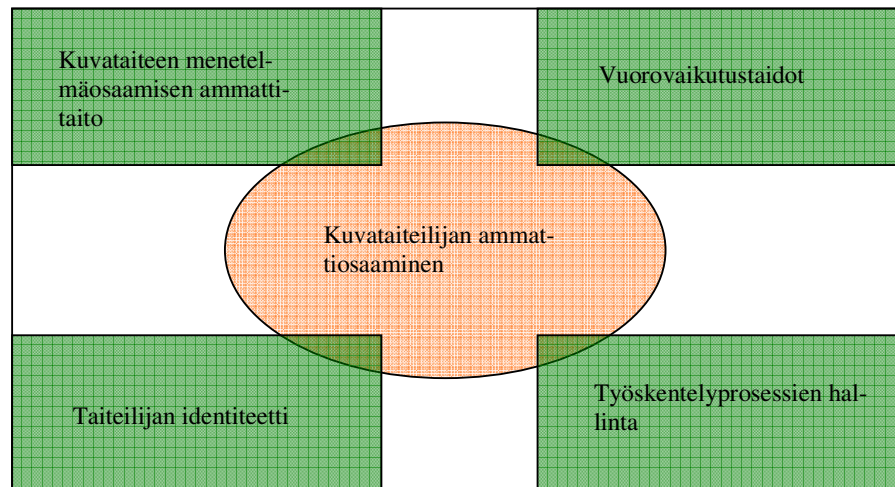 Kuvataiteen menetel-
mäosaamisen ammatti-
taito
Vuorovaikutustaidot
Kuvataiteilijan ammat-
tiosaaminen
Taiteilijan identiteetti
Työskentelyprosessien hal-
linta